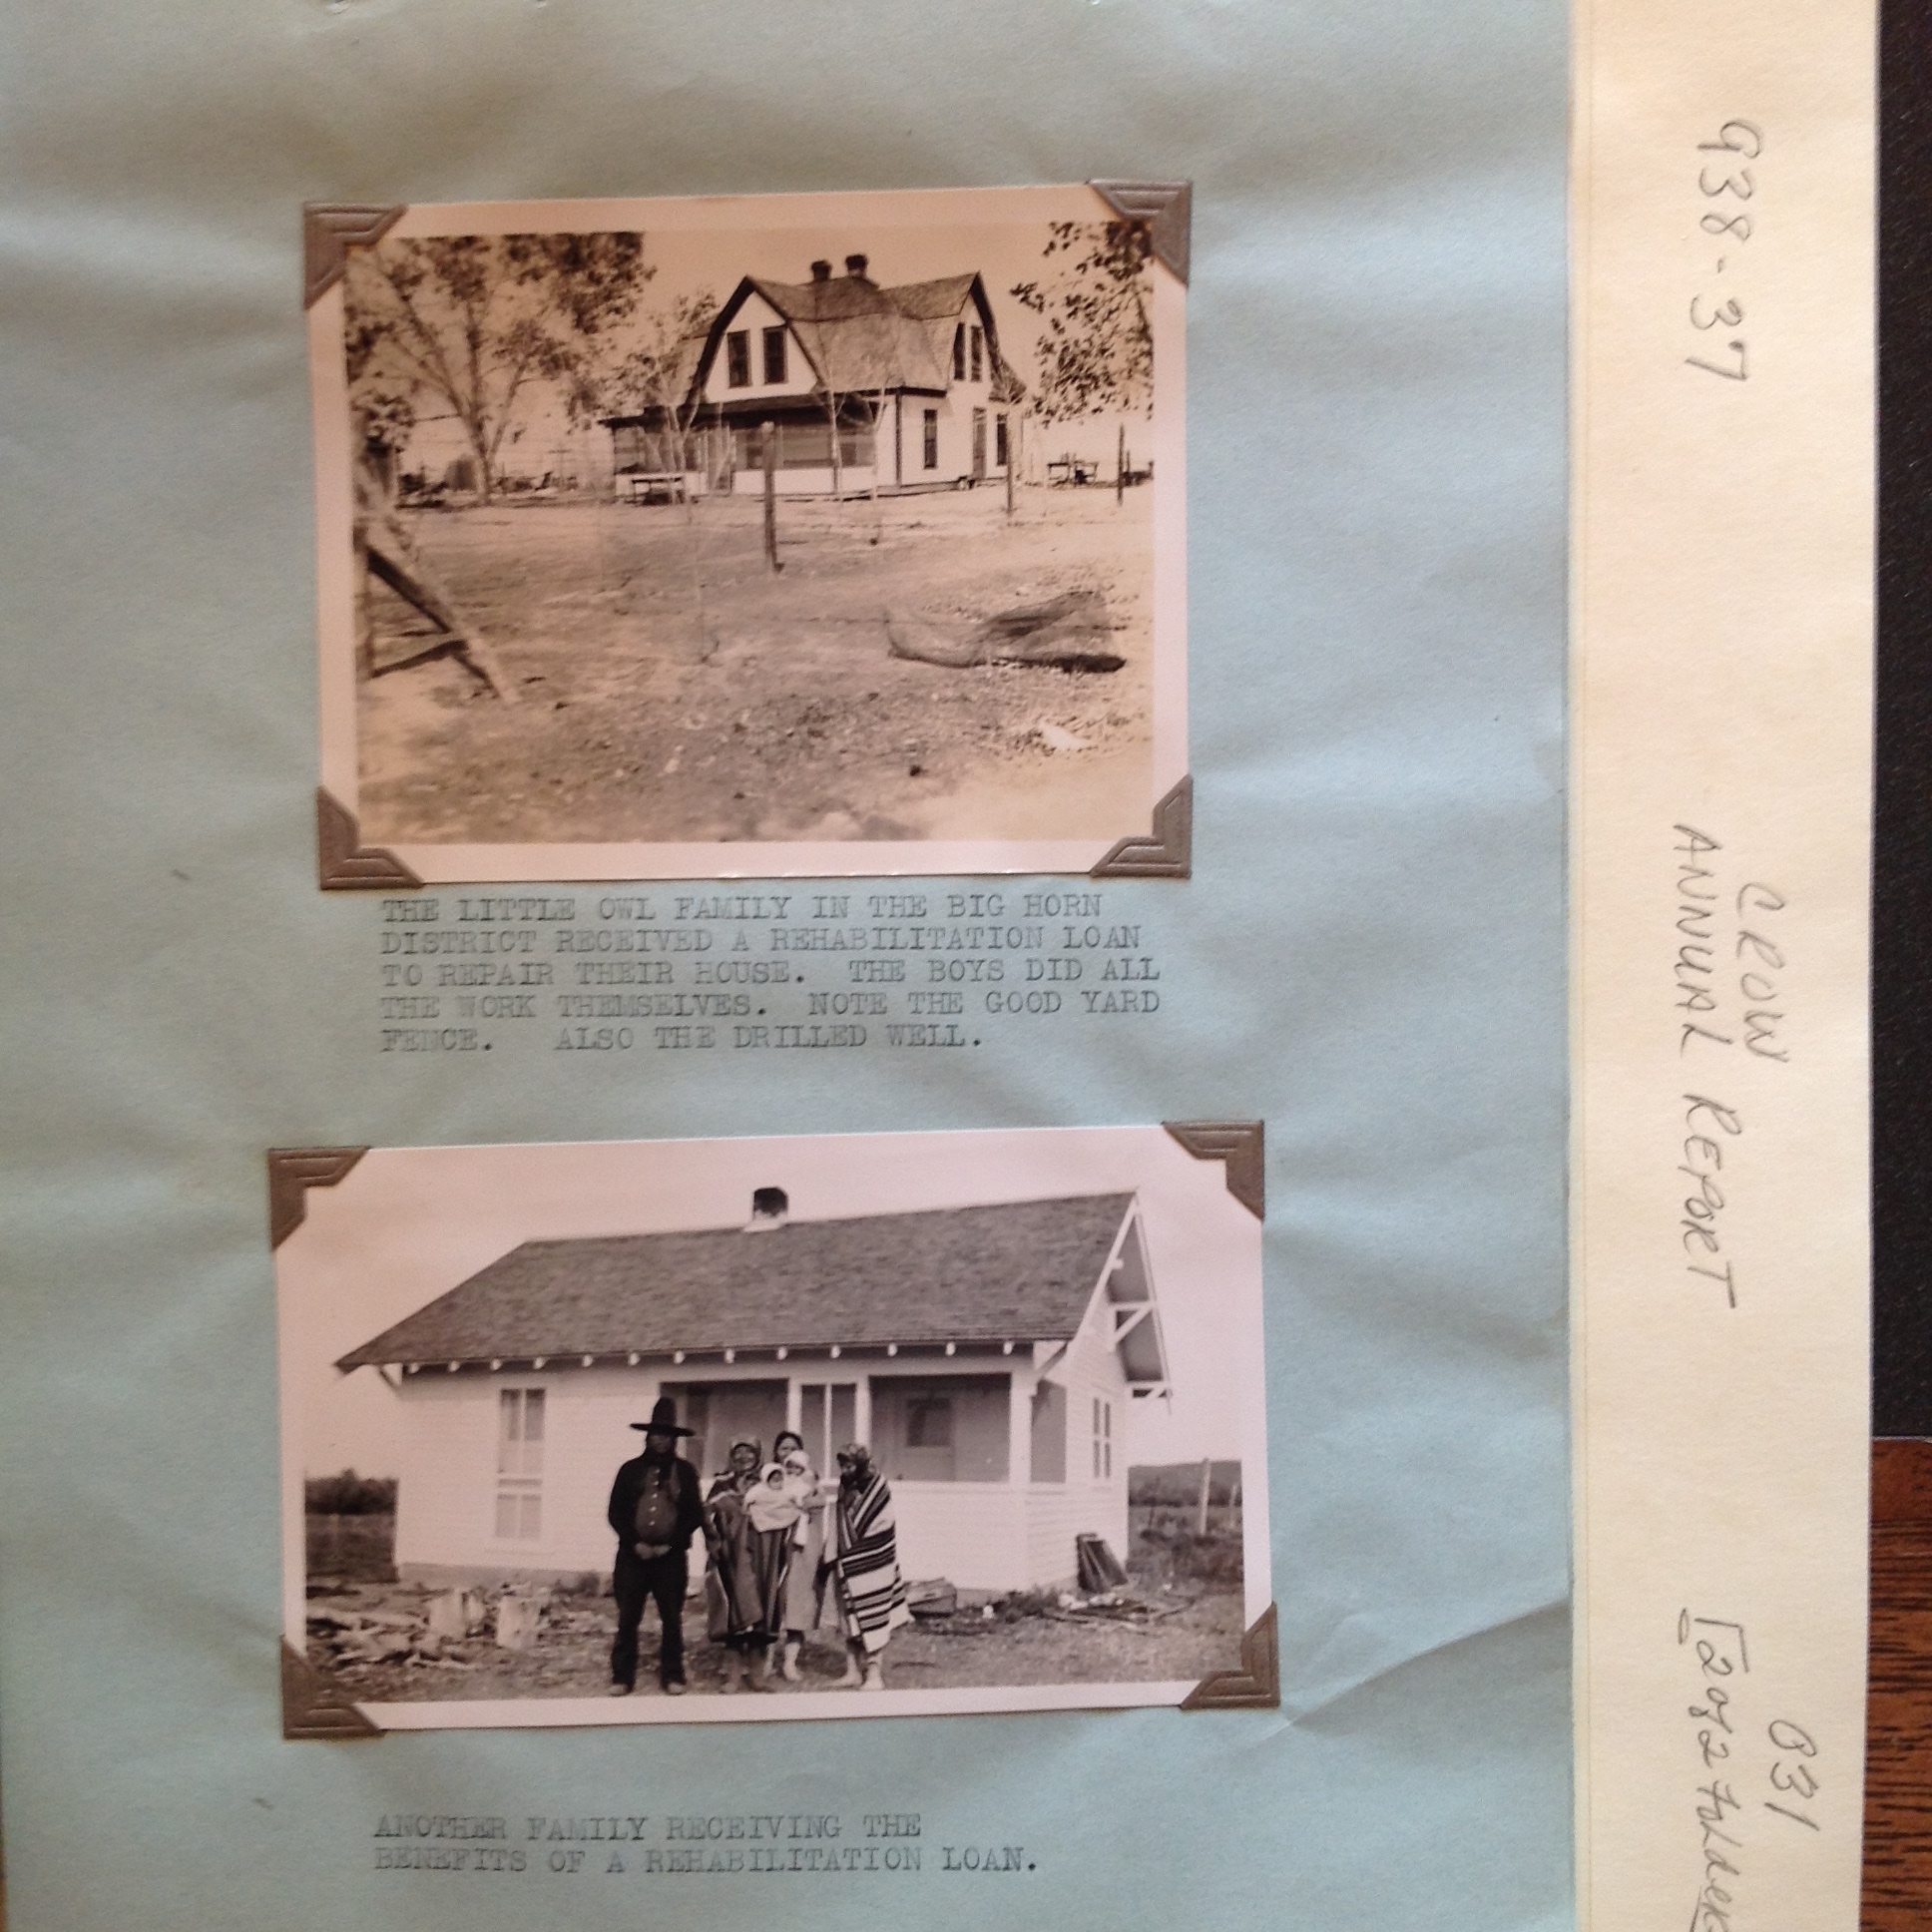 THE LITTLE OWL FAMILY IN THE BIG HORN
DISTRICT RECEIVED A REHABILITATION LOAN
TO REPAIR THEIR HOUSE. THE BOYS DID ALL
THE WORK THEMSELVES. NOTE THE GOOD YARD
FENCE. ALSO THE DRILLED WELL.
ANOTHER FAMILY RECEIVING THE
BENEFITS OF A REHABILITATION LOAN.
938-37
CROW
ANNUAL REPORT
031
2 of 2 folders